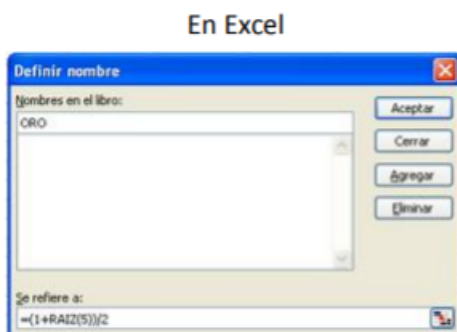 En Excel
Definir nombre
Nombres en el libro:
ORO
Aceptar
Cerrar
Agregar
Eliminar
Se refiere a:
=(1+RAIZ(5))/2